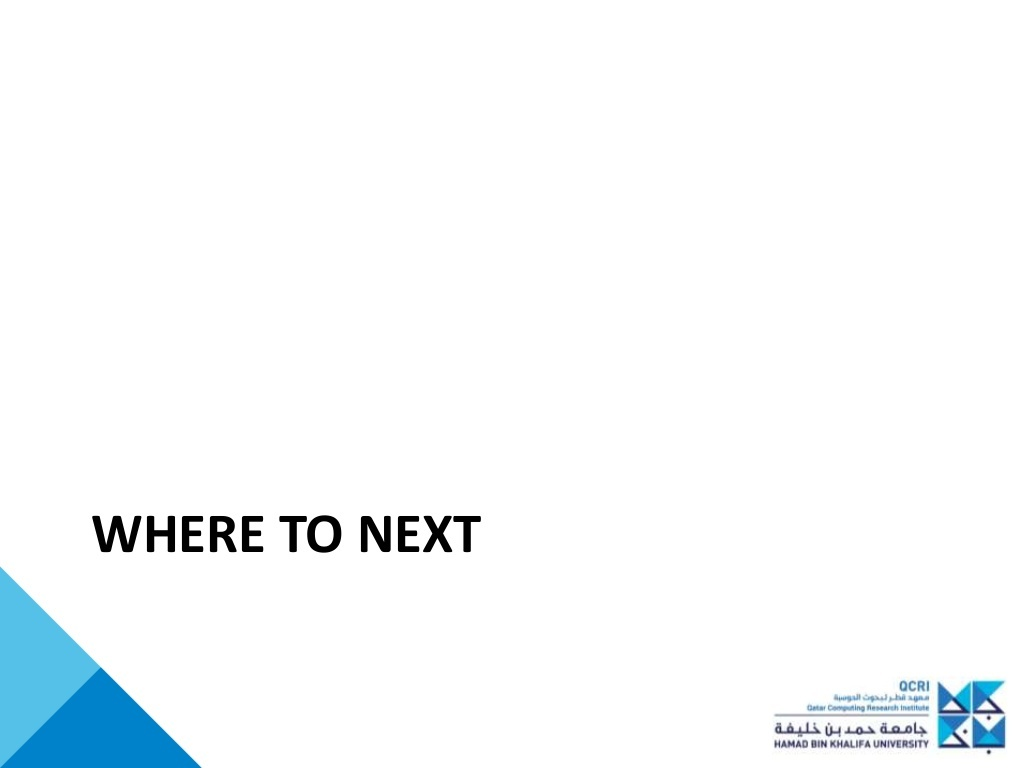 WHERE TO NEXT
QCRI
معهد قطر لبحوث الحوسبة
Qatar Computing Research Institute
جامعة حمد بن خليفة
HAMAD BIN KHALIFA UNIVERSITY